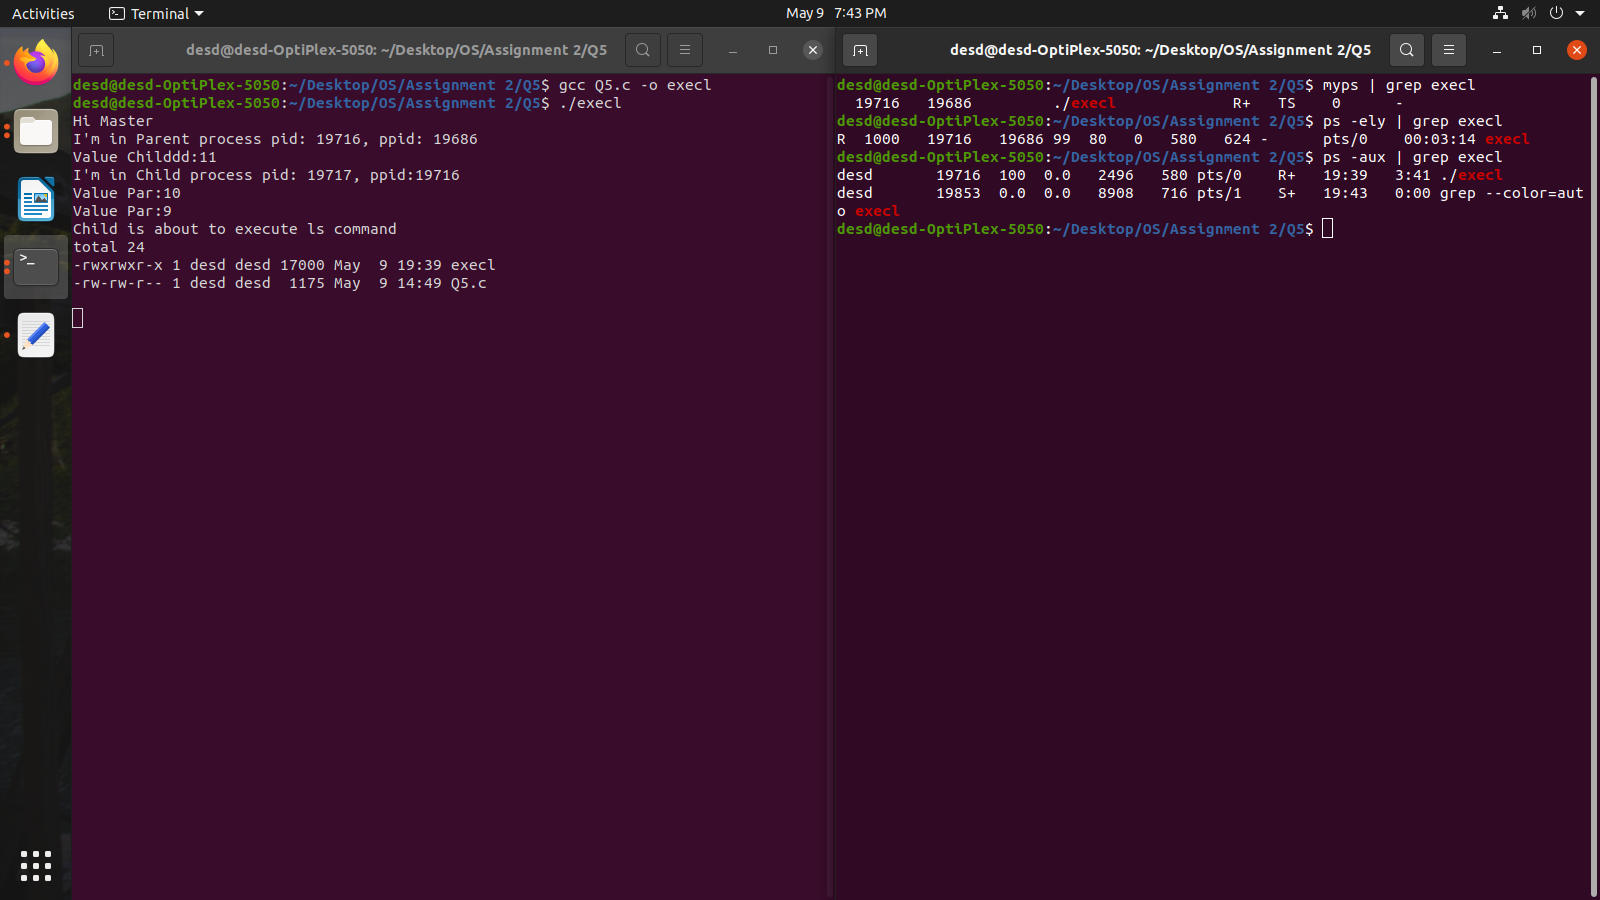 Activities Terminal May 9 7:43 PM
desd@desd-OptiPlex-5050: ~/Desktop/OS/Assignment 2/Q5
desd@desd-OptiPlex-5050:~/Desktop/OS/Assignment 2/Q5$ gcc Q5.c -o execl
desd@desd-OptiPlex-5050:~/Desktop/OS/Assignment 2/Q5$ ./execl
Hi Master
I'm in Parent process pid: 19716, ppid: 19686
Value Childdd:11
I'm in Child process pid: 19717, ppid:19716
Value Par:10
Value Par:9
Child is about to execute ls command
total 24
-rwxrwxr-x 1 desd desd 17000 May  9 19:39 execl
-rw-rw-r-- 1 desd desd  1175 May  9 14:49 Q5.c
desd@desd-OptiPlex-5050: ~/Desktop/OS/Assignment 2/Q5
desd@desd-OptiPlex-5050:~/Desktop/OS/Assignment 2/Q5$ myps | grep execl
  19716   19686         ./execl             R+   TS    0      -
desd@desd-OptiPlex-5050:~/Desktop/OS/Assignment 2/Q5$ ps -ely | grep execl
R  1000   19716   19686 99  80   0   580   624 -      pts/0    00:03:14 execl
desd@desd-OptiPlex-5050:~/Desktop/OS/Assignment 2/Q5$ ps -aux | grep execl
desd       19716  100  0.0   2496   580 pts/0    R+   19:39   3:41 ./execl
desd       19853  0.0  0.0   8908   716 pts/1    S+   19:43   0:00 grep --color=aut
o execl
desd@desd-OptiPlex-5050:~/Desktop/OS/Assignment 2/Q5$